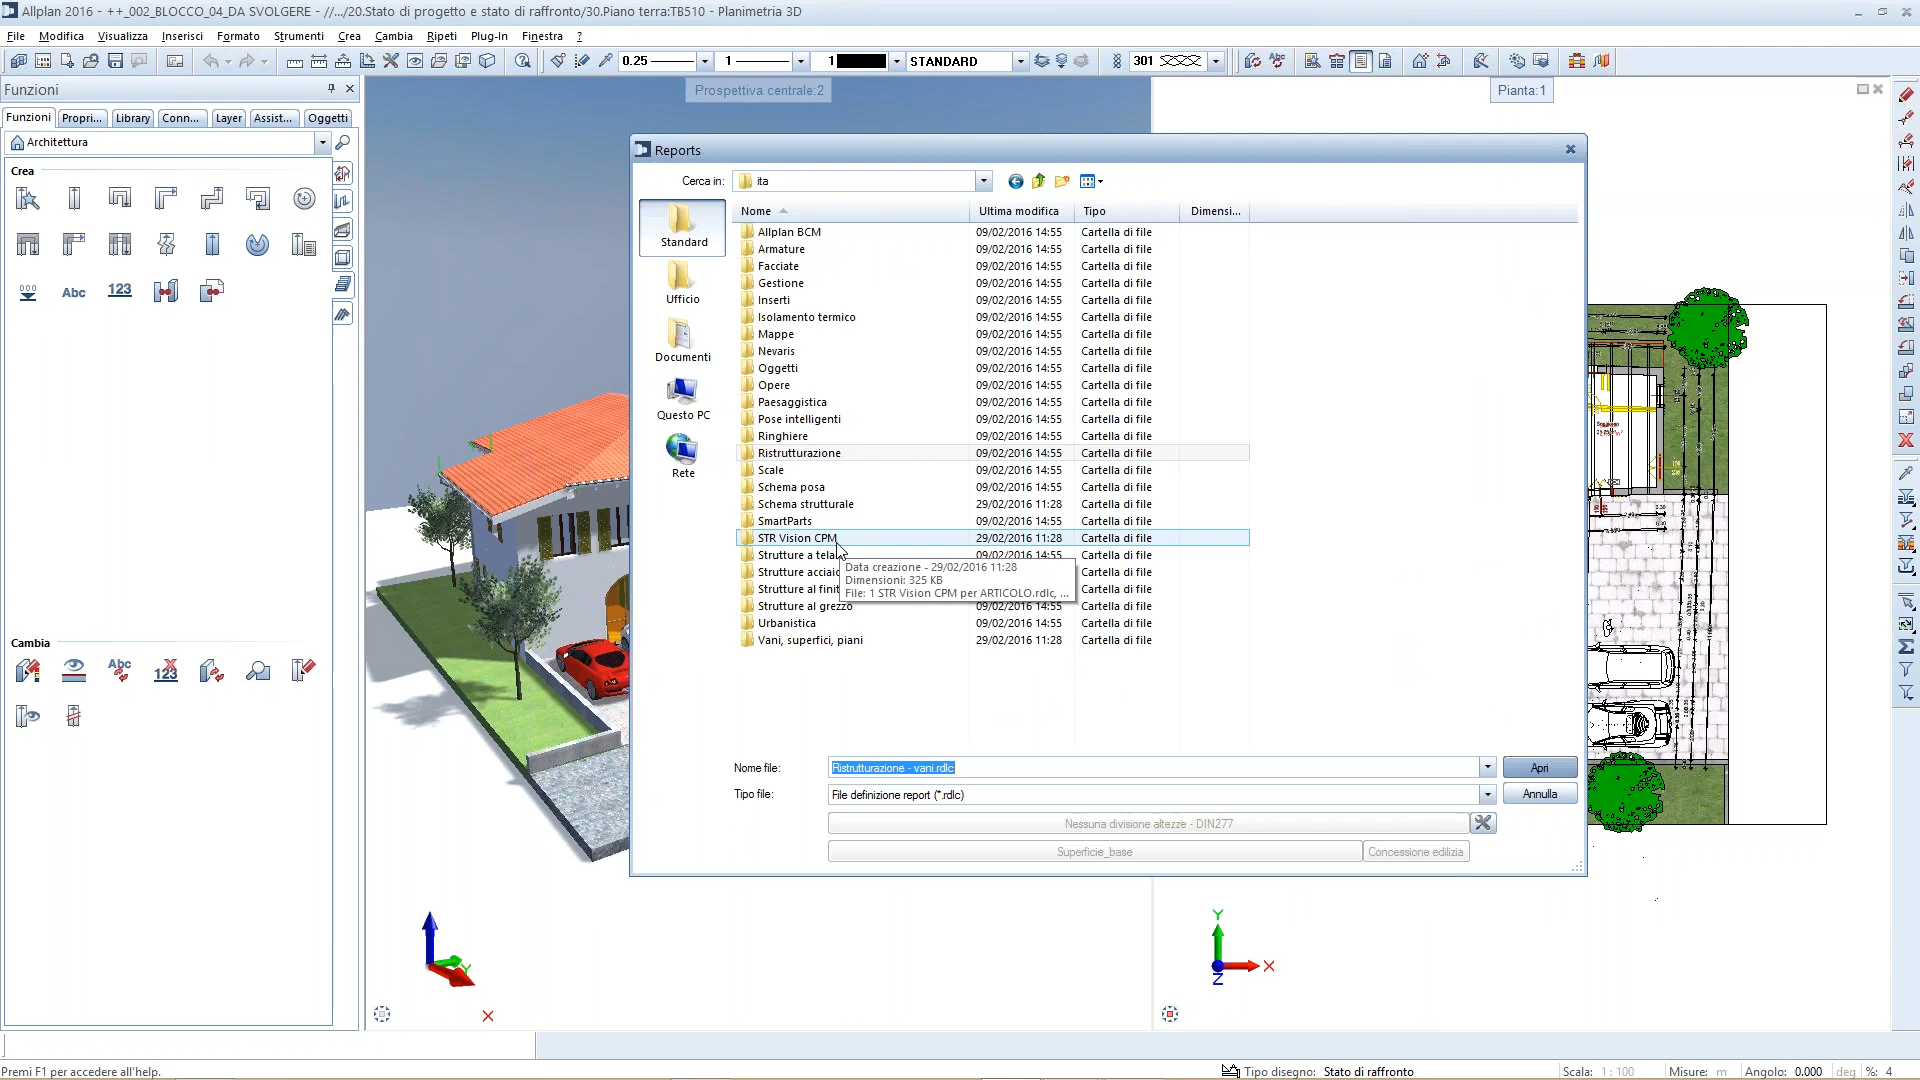 Allplan 2016 - ++_002_BLOCCO_04_DA SVOLGERE - //.../20.Stato di progetto e stato di raffronto/30.Piano terra:TB510 - Planimetria 3D
File Modifica Visualizza Inserisci Formato Strumenti Crea Cambia Ripeti Plug-In Finestra ?
0.25 1 1 STANDARD 301
Funzioni
Prospettiva centrale:2
Pianta:1
Funzioni Propri... Library Conn... Layer Assist... Oggetti
Architettura
Crea
Abc 123
Cambia
Abc 123
Reports
Cerca in: ita
Standard
Ufficio
Documenti
Questo PC
Rete
Nome Ultima modifica Tipo Dimensi...
Allplan BCM 09/02/2016 14:55 Cartella di file
Armature 09/02/2016 14:55 Cartella di file
Facciate 09/02/2016 14:55 Cartella di file
Gestione 09/02/2016 14:55 Cartella di file
Inserti 09/02/2016 14:55 Cartella di file
Isolamento termico 09/02/2016 14:55 Cartella di file
Mappe 09/02/2016 14:55 Cartella di file
Nevaris 09/02/2016 14:55 Cartella di file
Oggetti 09/02/2016 14:55 Cartella di file
Opere 09/02/2016 14:55 Cartella di file
Paesaggistica 09/02/2016 14:55 Cartella di file
Pose intelligenti 09/02/2016 14:55 Cartella di file
Ringhiere 09/02/2016 14:55 Cartella di file
Ristrutturazione 09/02/2016 14:55 Cartella di file
Scale 09/02/2016 14:55 Cartella di file
Schema posa 09/02/2016 14:55 Cartella di file
Schema strutturale 29/02/2016 11:28 Cartella di file
SmartParts 09/02/2016 14:55 Cartella di file
STR Vision CPM 29/02/2016 11:28 Cartella di file
Strutture a telai 09/02/2016 14:55 Cartella di file
Strutture acciaio Cartella di file
Strutture al finit Cartella di file
Strutture al grezzo 09/02/2016 14:55 Cartella di file
Urbanistica 09/02/2016 14:55 Cartella di file
Vani, superfici, piani 29/02/2016 11:28 Cartella di file
Data creazione - 29/02/2016 11:28
Dimensioni: 325 KB
File: 1 STR Vision CPM per ARTICOLO.rdlc, ...
Nome file: Ristrutturazione - vani.rdlc Apri
Tipo file: File definizione report (*.rdlc) Annulla
Nessuna divisione altezze - DIN277
Superficie_base Concessione edilizia
Y
Y
X
Z
Premi F1 per accedere all'help. Tipo disegno: Stato di raffronto Scala: 1 : 100 Misure: m Angolo: 0.000 deg %: 4